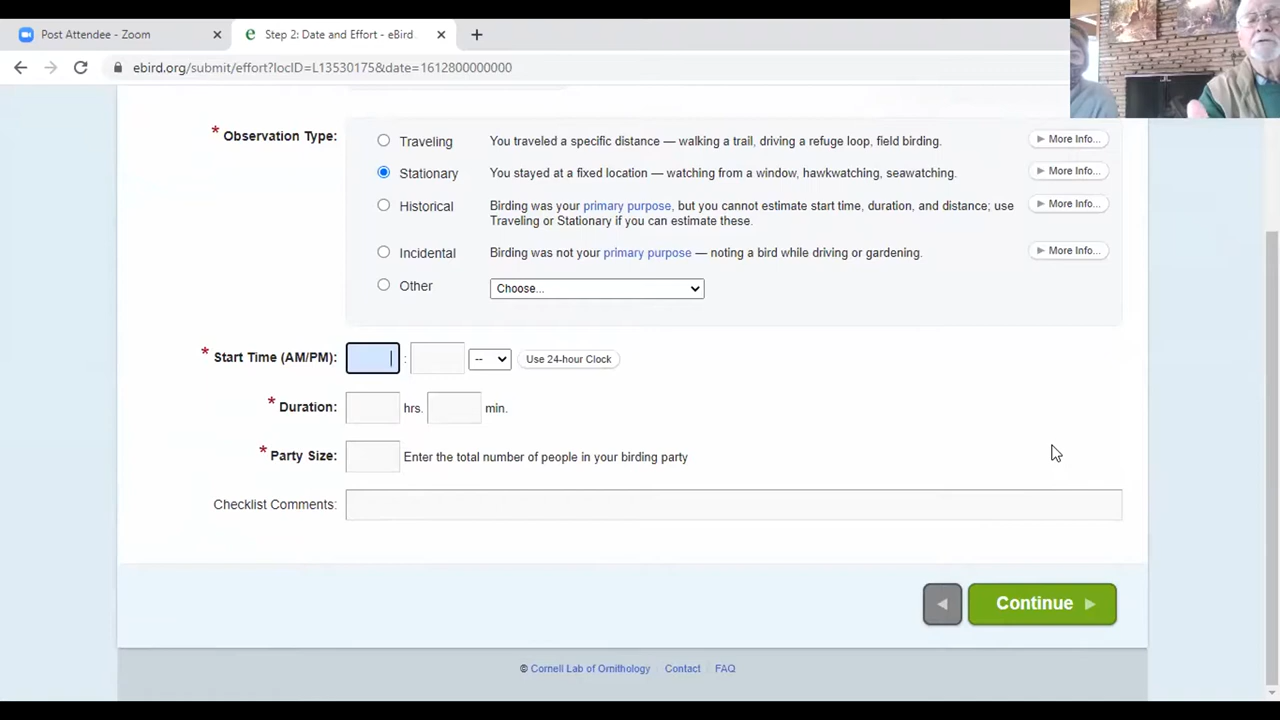 Post Attendee - Zoom
Step 2: Date and Effort - eBird
ebird.org/submit/effort?locID=L13530175&date=
* Observation Type:
Traveling
You traveled a specific distance — walking a trail, driving a refuge loop, field birding.
More Info...
Stationary
You stayed at a fixed location — watching from a window, hawkwatching, seawatching.
More Info...
Historical
Birding was your primary purpose, but you cannot estimate start time, duration, and distance; use
Traveling or Stationary if you can estimate these.
More Info...
Incidental
Birding was not your primary purpose — noting a bird while driving or gardening.
More Info...
Other
Choose...
* Start Time (AM/PM):
:
--
Use 24-hour Clock
* Duration:
hrs.
min.
* Party Size:
Enter the total number of people in your birding party
Checklist Comments:
Continue
© Cornell Lab of Ornithology
Contact
FAQ